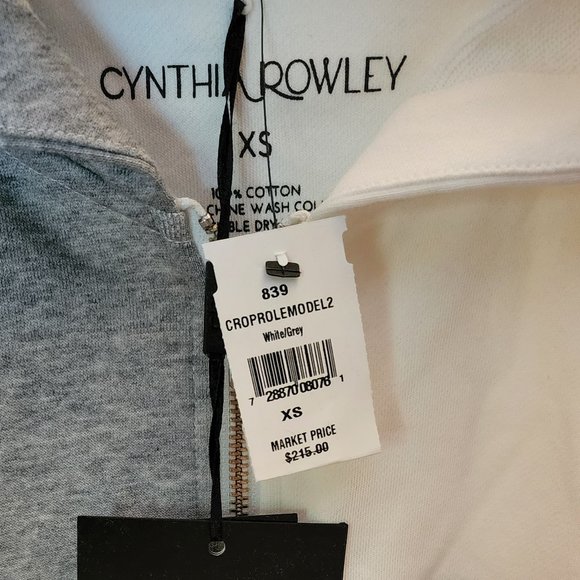 CYNTHIA ROWLEY
XS
100% COTTON
839
CROPROLEMODEL2
White/Grey
7 28870 08076 1
XS
MARKET PRICE
$215.00